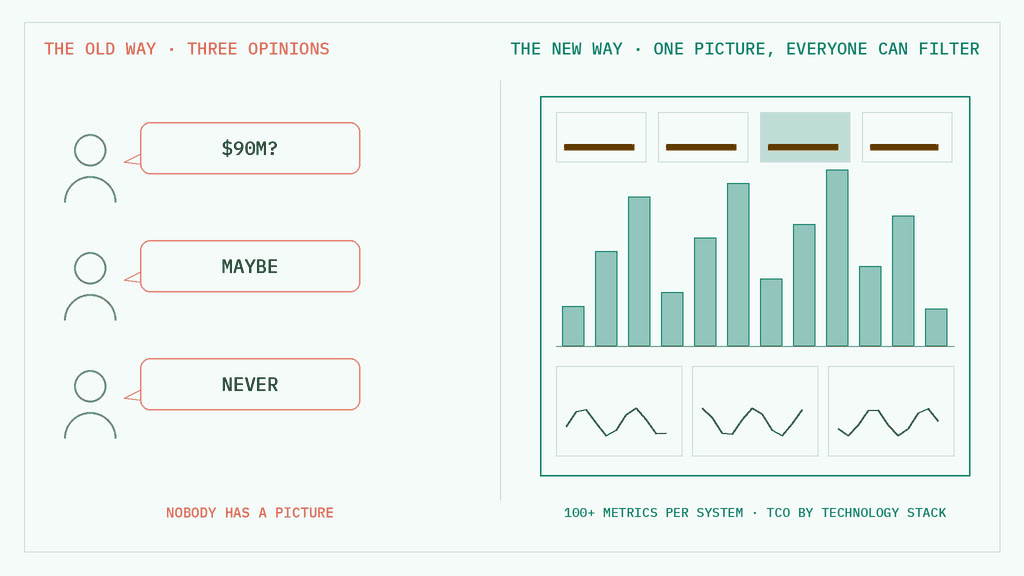 THE OLD WAY · THREE OPINIONS
$90M?
MAYBE
NEVER
NOBODY HAS A PICTURE
THE NEW WAY · ONE PICTURE, EVERYONE CAN FILTER
100+ METRICS PER SYSTEM · TCO BY TECHNOLOGY STACK